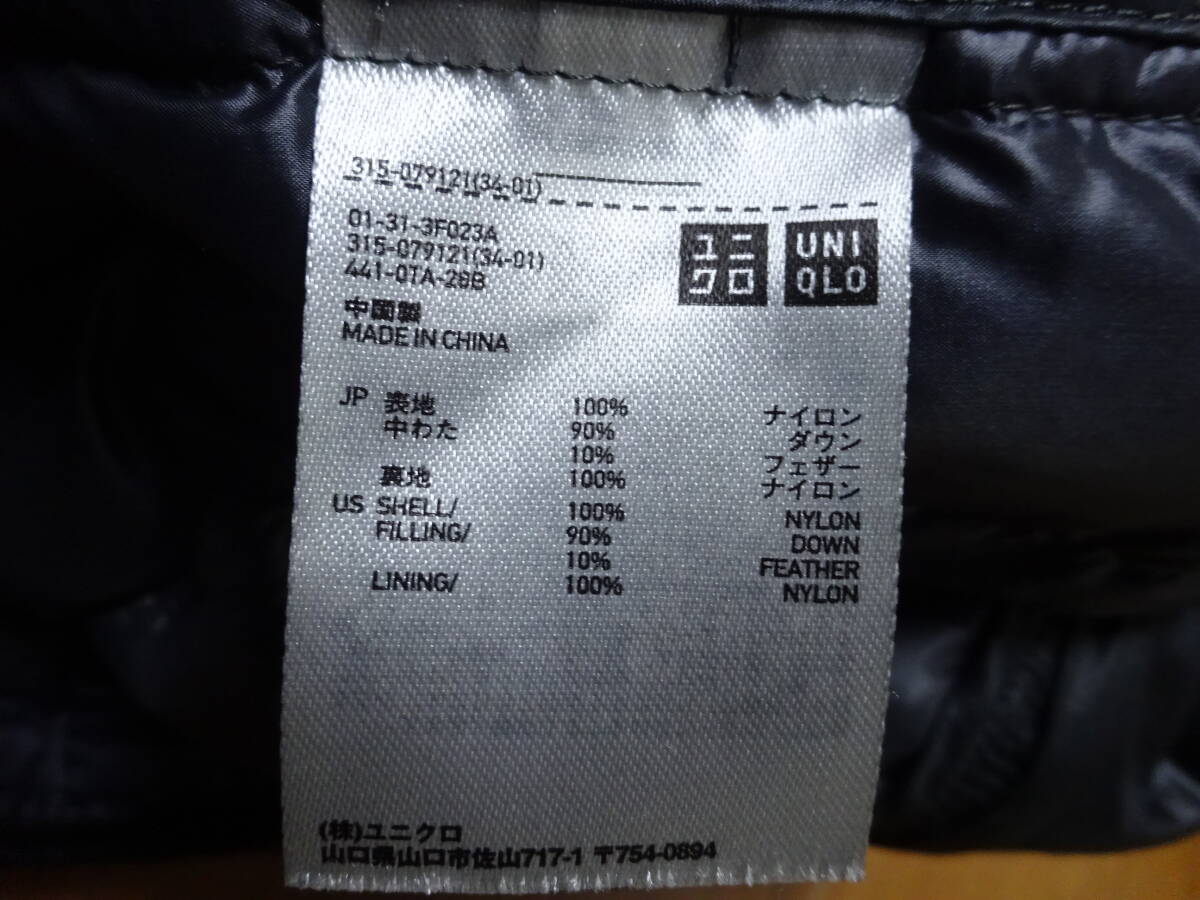 315-079121(34-01)
01-31-3F023A
315-079121(34-01)
441-0TA-28B
中国製
MADE IN CHINA
ユニ
クロ
UNI
QLO
JP 表地 100% ナイロン
中わた 90% ダウン
10% フェザー
裏地 100% ナイロン
US SHELL/ 100% NYLON
FILLING/ 90% DOWN
10% FEATHER
LINING/ 100% NYLON
(株)ユニクロ
山口県山口市佐山717-1 〒754-0894